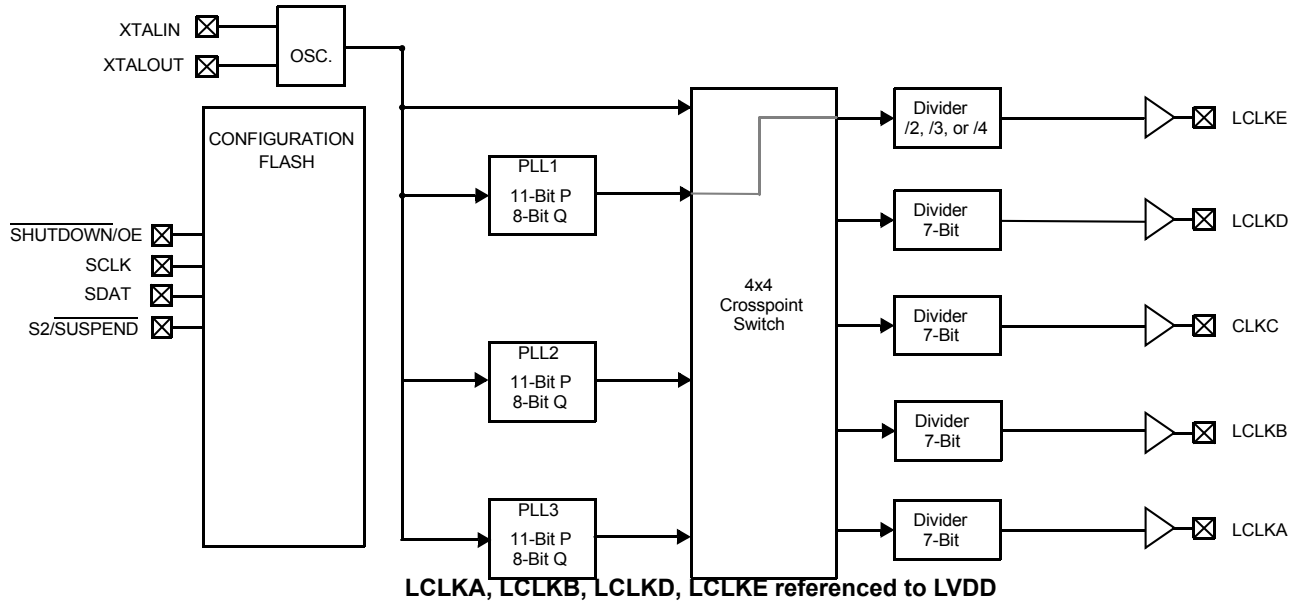 XTALIN
XTALOUT
OSC.
CONFIGURATION
FLASH
SHUTDOWN/OE
SCLK
SDAT
S2/SUSPEND
PLL1
11-Bit P
8-Bit Q
PLL2
11-Bit P
8-Bit Q
PLL3
11-Bit P
8-Bit Q
4x4
Crosspoint
Switch
Divider
/2, /3, or /4
LCLKE
Divider
7-Bit
LCLKD
Divider
7-Bit
CLKC
Divider
7-Bit
LCLKB
Divider
7-Bit
LCLKA
LCLKA, LCLKB, LCLKD, LCLKE referenced to LVDD